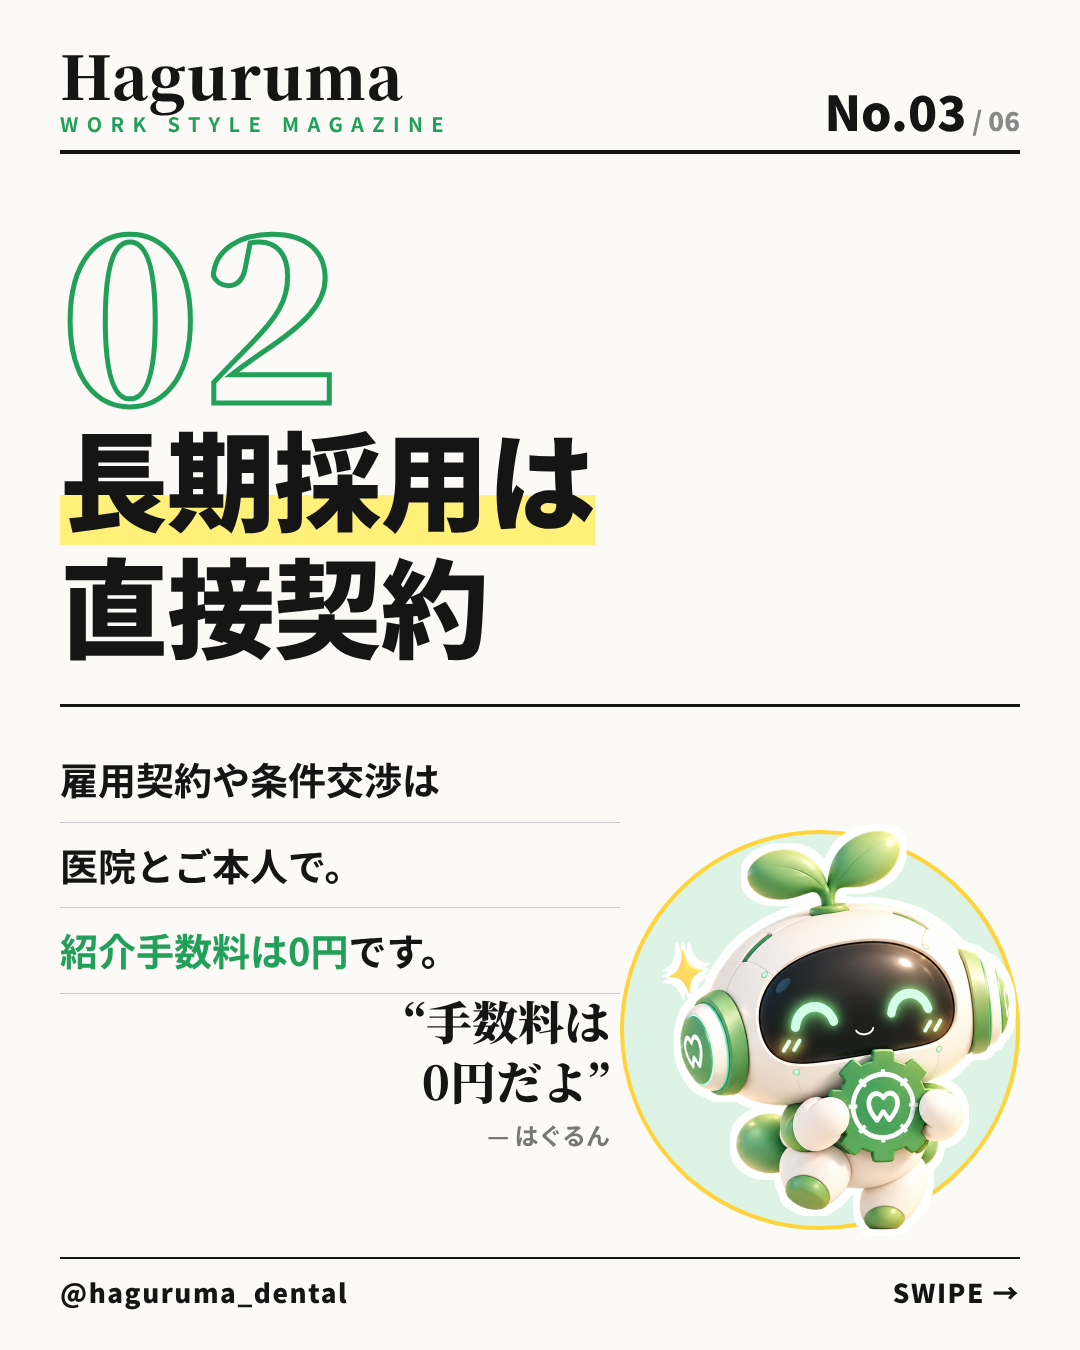 Haguruma
WORK STYLE MAGAZINE
No.03 / 06
02
長期採用は
直接契約
雇用契約や条件交渉は
医院とご本人で。
紹介手数料は0円です。
“手数料は
0円だよ”
— はぐるん
@haguruma_dental
SWIPE →